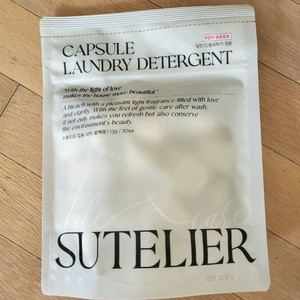 CAPSULE
LAUNDRY DETERGENT
"With the light of love
makes the house more beautiful."
A bleach with a pleasant light fragrance filled with love
and clarity. With the feel of gentle care after wash,
it not only makes you refresh but also conserve
the environment's beauty.
life & care
SUTELIER